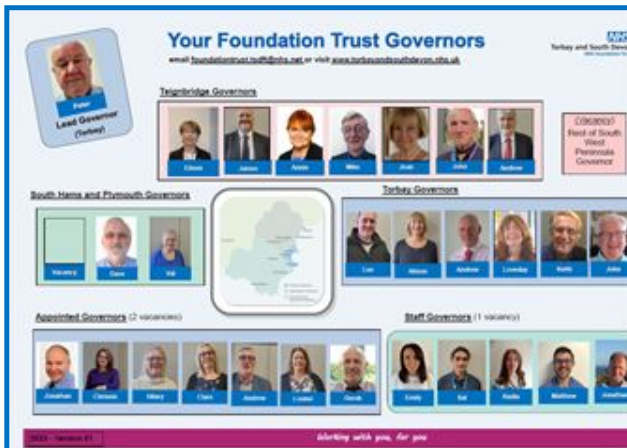 Your Foundation Trust Governors
NHS
Torbay and South Devon
email foundationtrust.tsdft@nhs.net or visit www.torbayandsouthdevon.nhs.uk
Peter
Lead Governor
(Torbay)
Teignbridge Governors
Eileen
James
Annie
Mike
Jean
John
Andrew
(Vacancy)
Rest of South
West
Peninsula
Governor
South Hams and Plymouth Governors
Vacancy
Dave
Val
Torbay Governors
Lee
Alison
Andrew
Loveday
Keith
John
Appointed Governors (2 vacancies)
Jonathan
Hilary
Clare
Andrew
Louise
Derek
Staff Governors (1 vacancy)
Emily
Sal
Nadia
Matthew
Jonathan
Working with you, for you